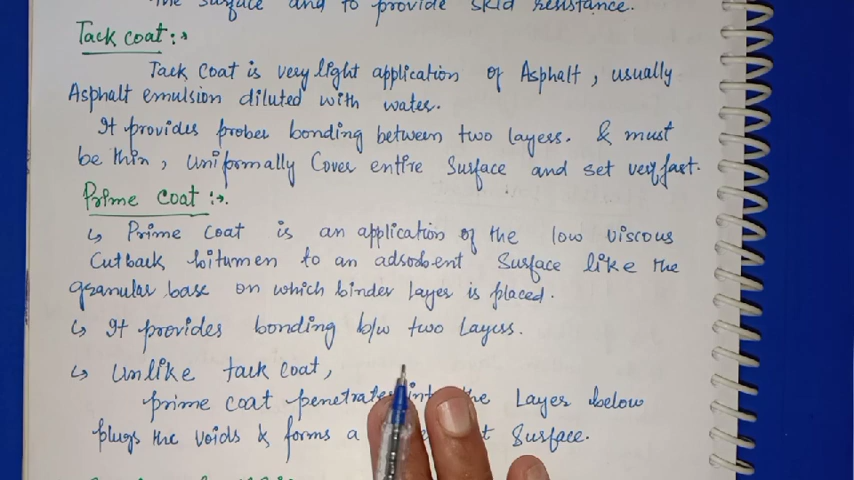 the surface and to provide skid resistance.
Tack coat :-
Tack Coat is very light application of Asphalt, usually
Asphalt emulsion diluted with water.
It provides prober bonding between two layers. & must
be thin, uniformally Cover entire Surface and set very fast.
Prime coat :-
↳ Prime Coat is an application of the low viscous
Cutback bitumen to an adsorbent Surface like the
granular base on which binder layer is placed.
↳ It provides bonding b/w two Layers.
↳ Unlike tack coat,
prime coat penetrates into the Layer below
plugs the voids & forms a Surface.